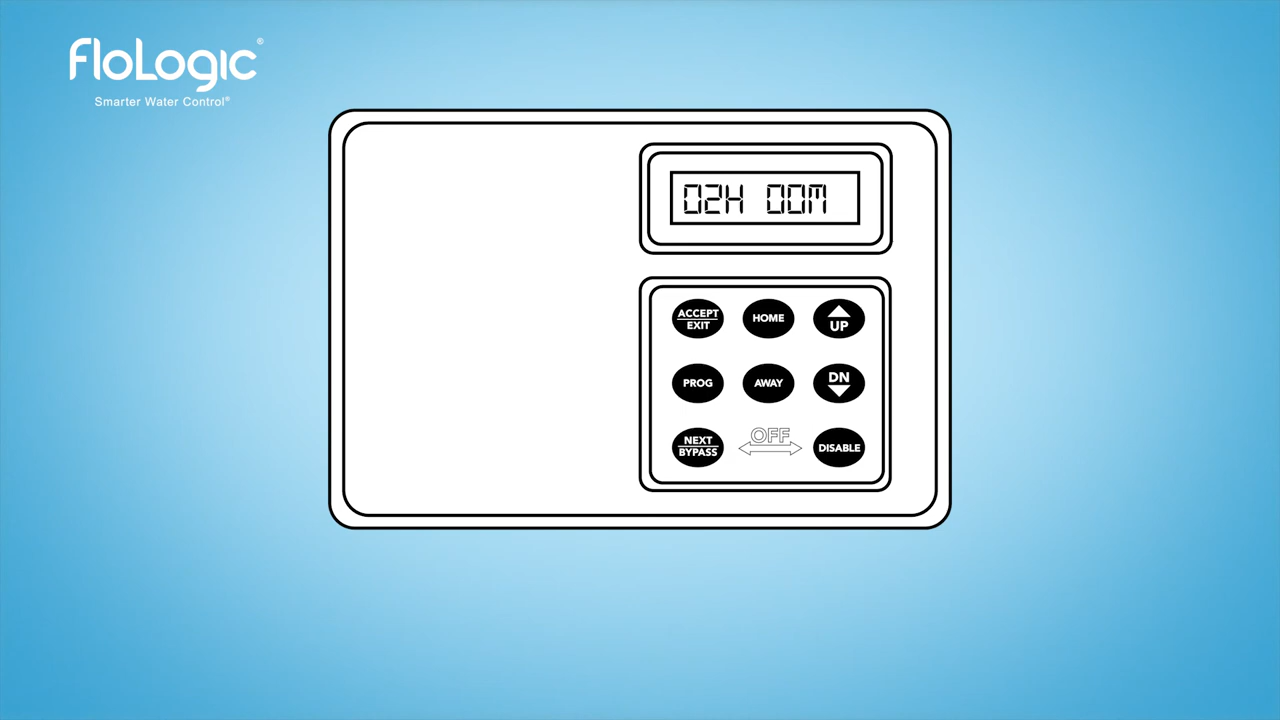 FloLogic®
Smarter Water Control®
02H 00M
ACCEPT
EXIT
HOME
UP
PROG
AWAY
DN
NEXT
BYPASS
OFF
DISABLE